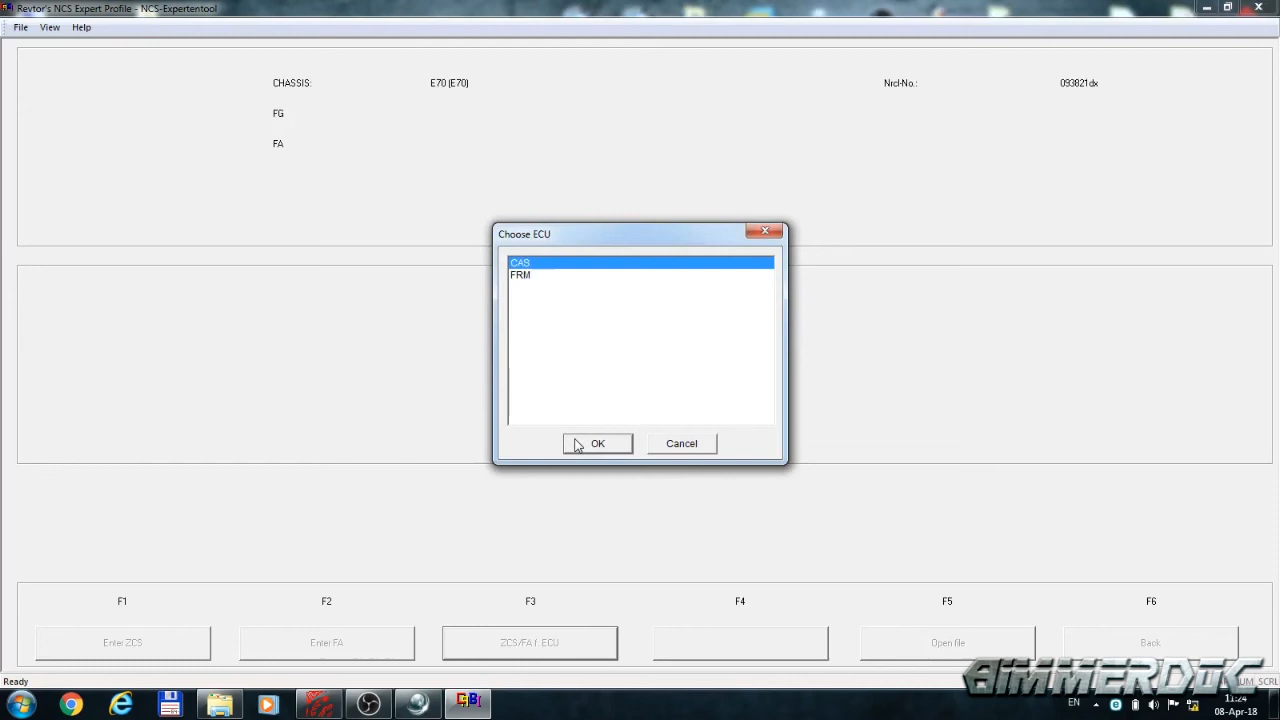 Revtor's NCS Expert Profile - NCS-Expertentool
File View Help
CHASSIS: E70 (E70) Nrcl-No.: 093821dx
FG
FA
Choose ECU
CAS
FRM
OK Cancel
F1 F2 F3 F4 F5 F6
Enter ZCS Enter FA ZCS/FA f. ECU Open file Back
Ready
BIMMERDOC
EN 11:24
08-Apr-18